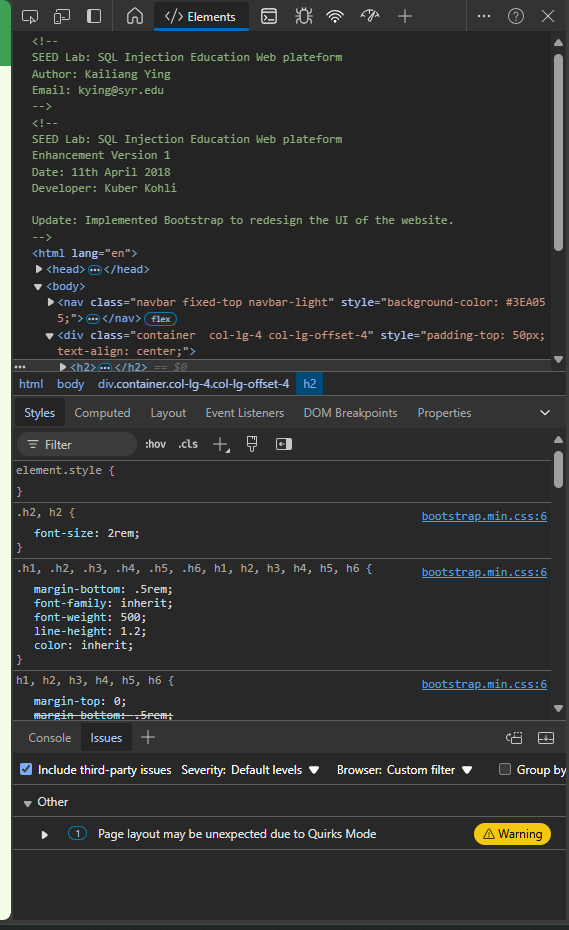 Elements
<!--
SEED Lab: SQL Injection Education Web plateform
Author: Kailiang Ying
Email: kying@syr.edu
-->
<!--
SEED Lab: SQL Injection Education Web plateform
Enhancement Version 1
Date: 11th April 2018
Developer: Kuber Kohli
Update: Implemented Bootstrap to redesign the UI of the website.
-->
<html lang="en">
<head>…</head>
<body>
<nav class="navbar fixed-top navbar-light" style="background-color: #3EA05
5;">…</nav> flex
<div class="container  col-lg-4 col-lg-offset-4" style="padding-top: 50px;
text-align: center;">
… <h2>…</h2> == $0
html body div.container.col-lg-4.col-lg-offset-4 h2
Styles Computed Layout Event Listeners DOM Breakpoints Properties
Filter :hov .cls
element.style {
}
.h2, h2 { bootstrap.min.css:6
font-size: 2rem;
}
.h1, .h2, .h3, .h4, .h5, .h6, h1, h2, h3, h4, h5, h6 { bootstrap.min.css:6
margin-bottom: .5rem;
font-family: inherit;
font-weight: 500;
line-height: 1.2;
color: inherit;
}
h1, h2, h3, h4, h5, h6 { bootstrap.min.css:6
margin-top: 0;
margin-bottom: .5rem;
Console Issues
Include third-party issues Severity: Default levels Browser: Custom filter Group by
Other
1 Page layout may be unexpected due to Quirks Mode Warning